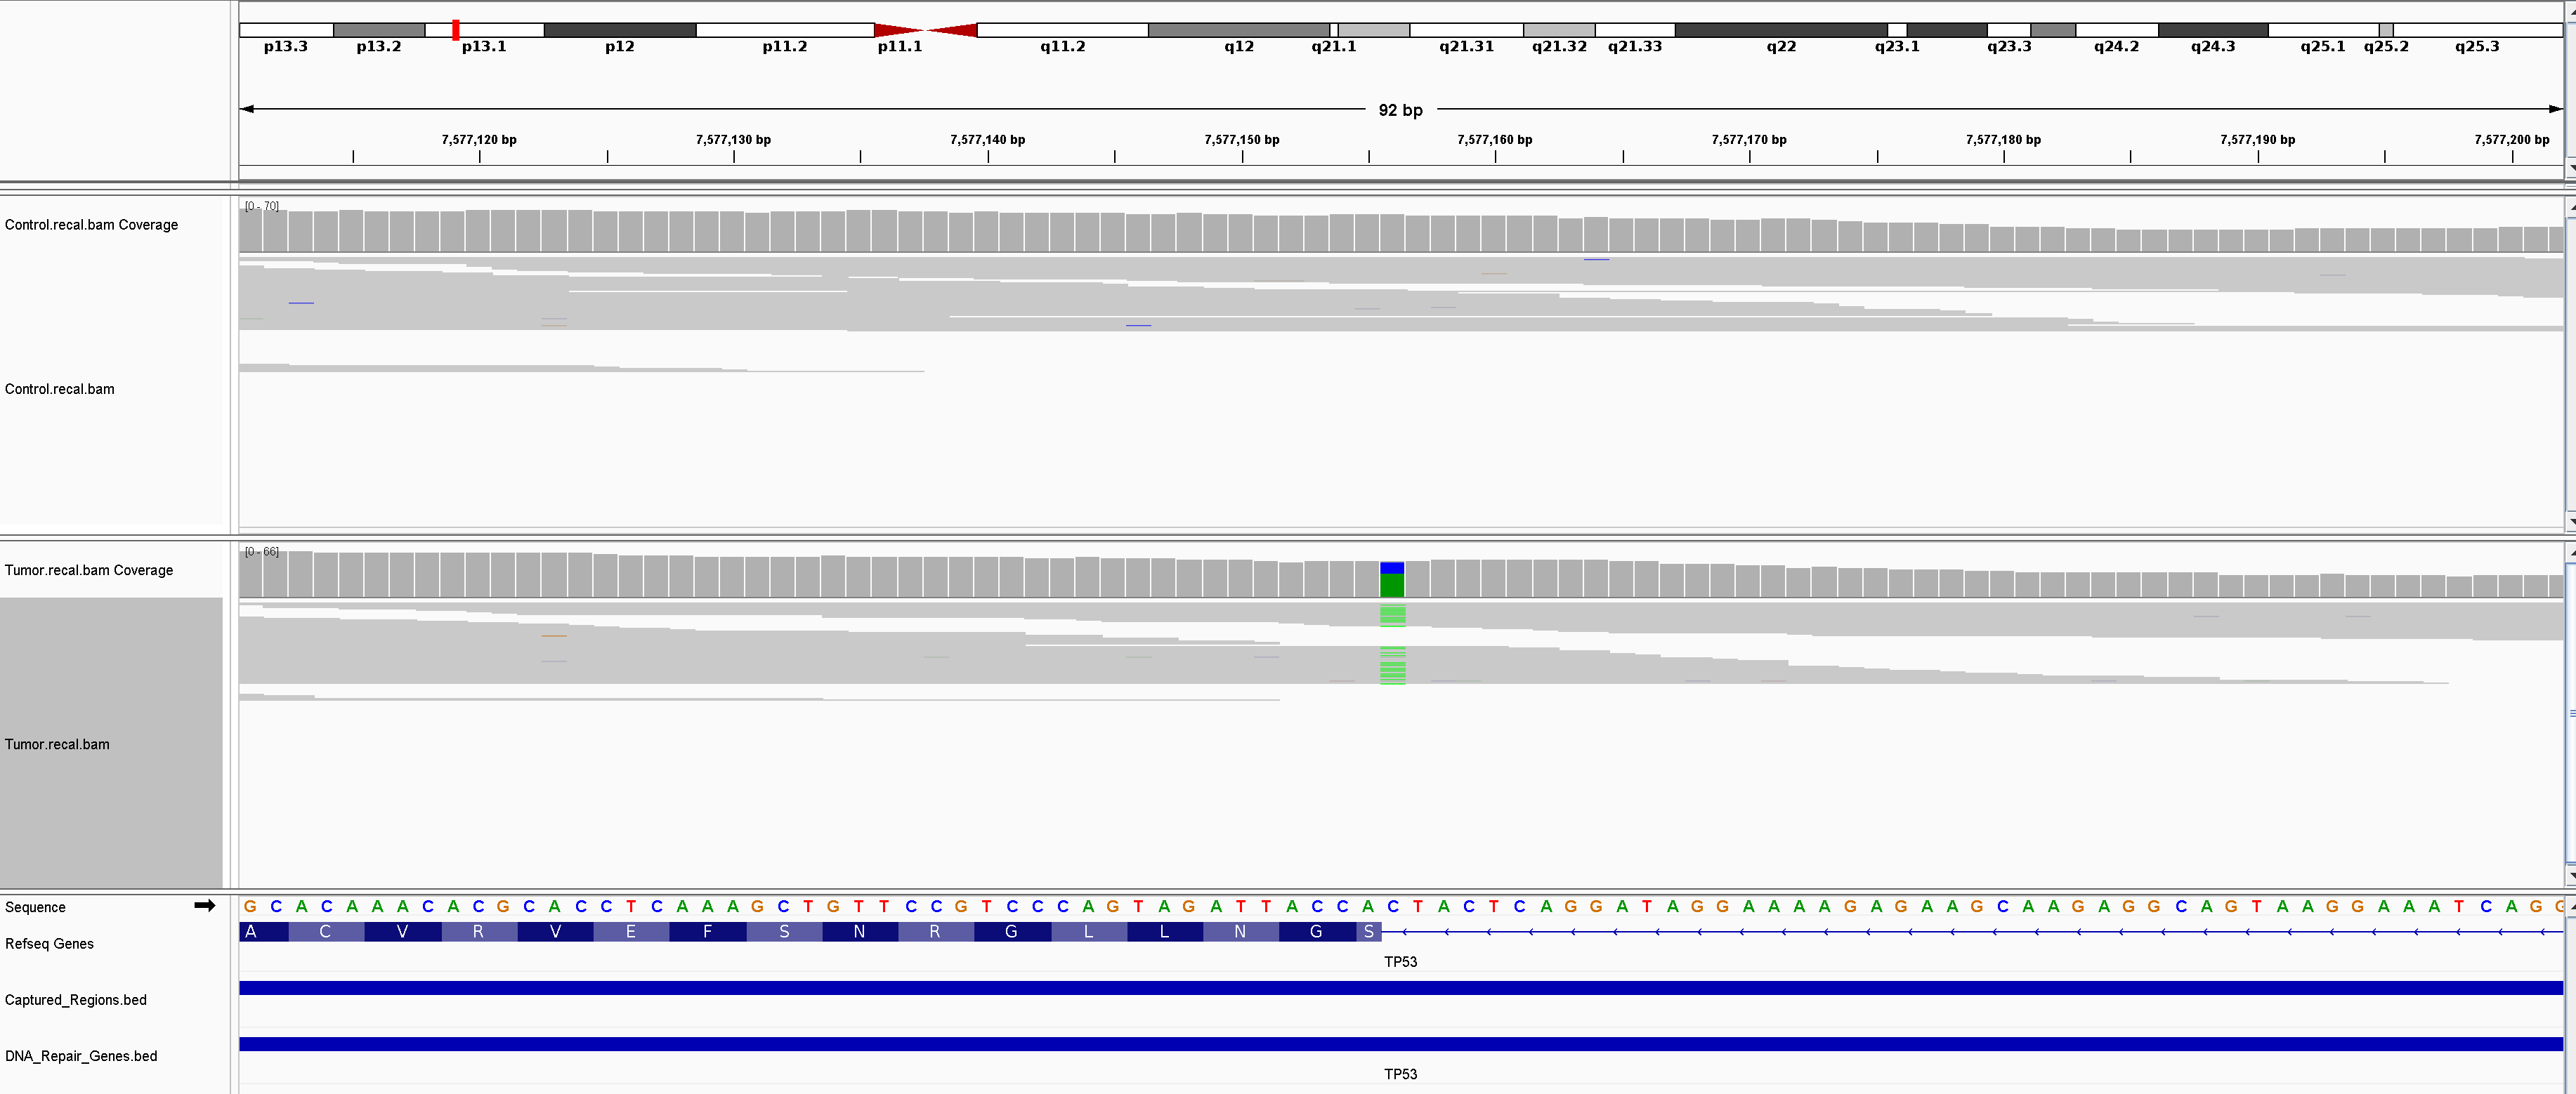 p13.3 p13.2 p13.1 p12 p11.2 p11.1 q11.2 q12 q21.1 q21.31 q21.32 q21.33 q22 q23.1 q23.3 q24.2 q24.3 q25.1 q25.2 q25.3
92 bp
7,577,120 bp 7,577,130 bp 7,577,140 bp 7,577,150 bp 7,577,160 bp 7,577,170 bp 7,577,180 bp 7,577,190 bp 7,577,200 bp
[0 - 70]
Control.recal.bam Coverage
Control.recal.bam
[0 - 66]
Tumor.recal.bam Coverage
Tumor.recal.bam
Sequence G C A C A A A C A C G C A C C T C A A A G C T G T T C C G T C C C A G T A G A T T A C C A C T A C T C A G G A T A G G A A A A G A G A A G C A A G A G G C A G T A A G G A A A T C A G G
Refseq Genes A C V R V E F S N R G L L N G S
TP53
Captured_Regions.bed
DNA_Repair_Genes.bed
TP53